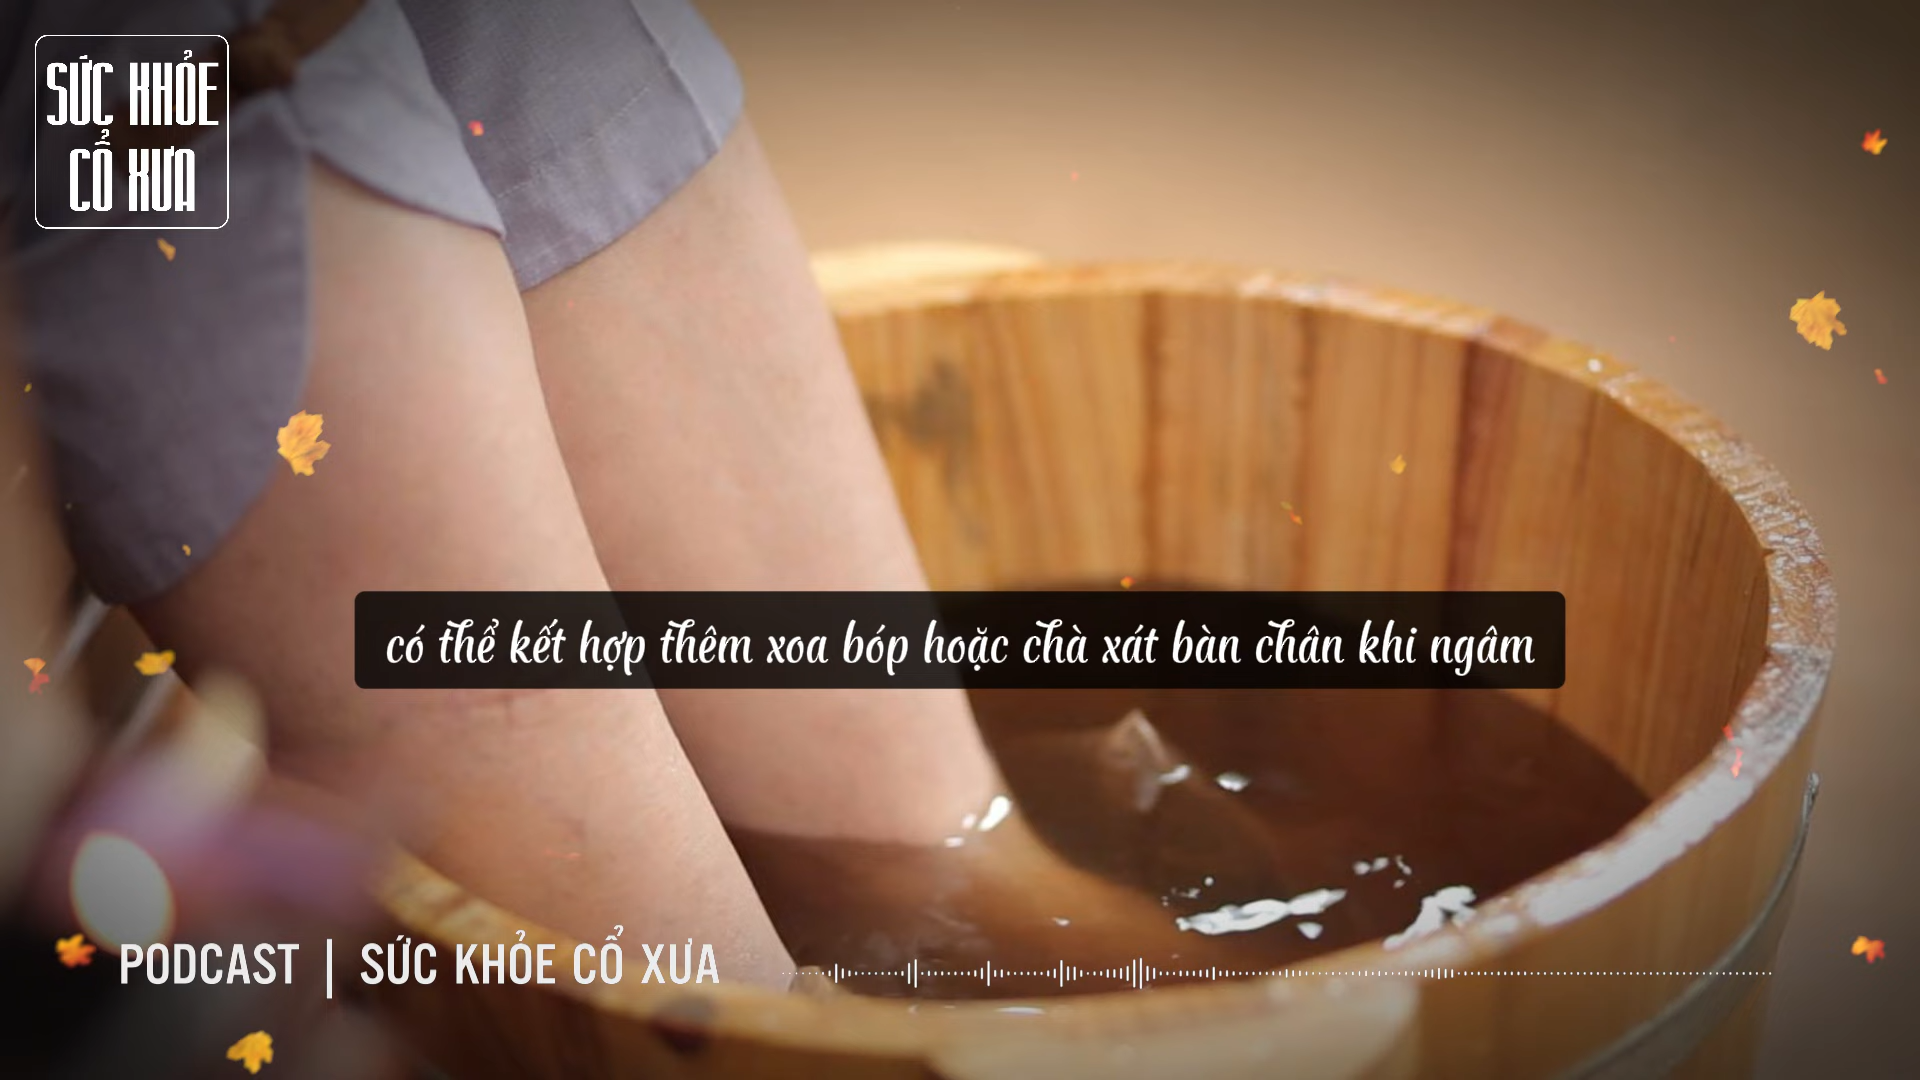 SỨC KHỎE
CỔ XƯA
có thể kết hợp thêm xoa bóp hoặc chà xát bàn chân khi ngâm
PODCAST | SỨC KHỎE CỔ XƯA